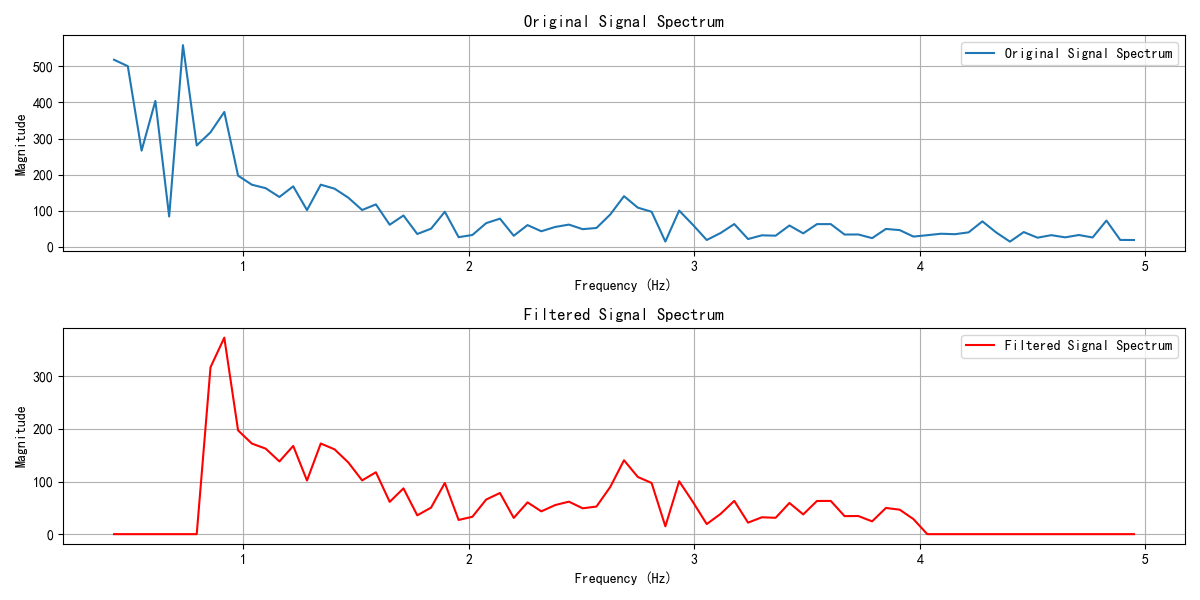 Original Signal Spectrum
Original Signal Spectrum
Magnitude
500
400
300
200
100
0
1
2
3
4
5
Frequency (Hz)
Filtered Signal Spectrum
Filtered Signal Spectrum
Magnitude
300
200
100
0
1
2
3
4
5
Frequency (Hz)